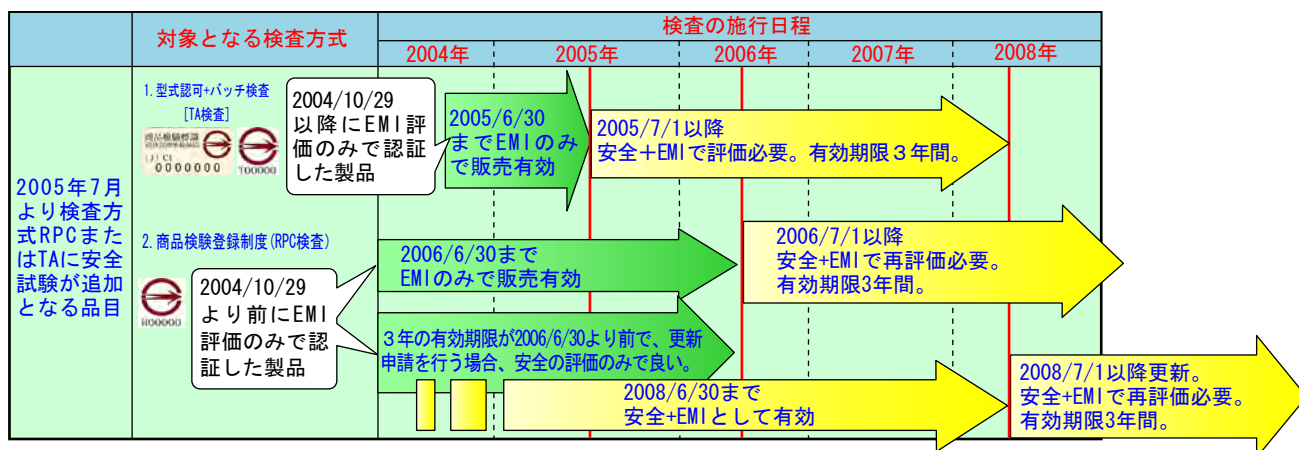 対象となる検査方式
検査の施行日程
2004年
2005年
2006年
2007年
2008年
2005年7月
より検査方
式RPCまた
はTAに安全
試験が追加
となる品目
1. 型式認可+バッチ検査
[TA検査]
商品檢驗標識
(J) CI
0000000
T00000
2004/10/29
以降にEMI評
価のみで認証
した製品
2005/6/30
までEMIのみ
で販売有効
2005/7/1以降
安全＋EMIで評価必要。有効期限３年間。
2. 商品検験登録制度(RPC検査)
R00000
2004/10/29
より前にEMI
評価のみで認
証した製品
2006/6/30まで
EMIのみで販売有効
2006/7/1以降
安全+EMIで再評価必要。
有効期限3年間。
３年の有効期限が2006/6/30より前で、更新
申請を行う場合、安全の評価のみで良い。
2008/6/30まで
安全+EMIとして有効
2008/7/1以降更新。
安全+EMIで再評価必要。
有効期限3年間。